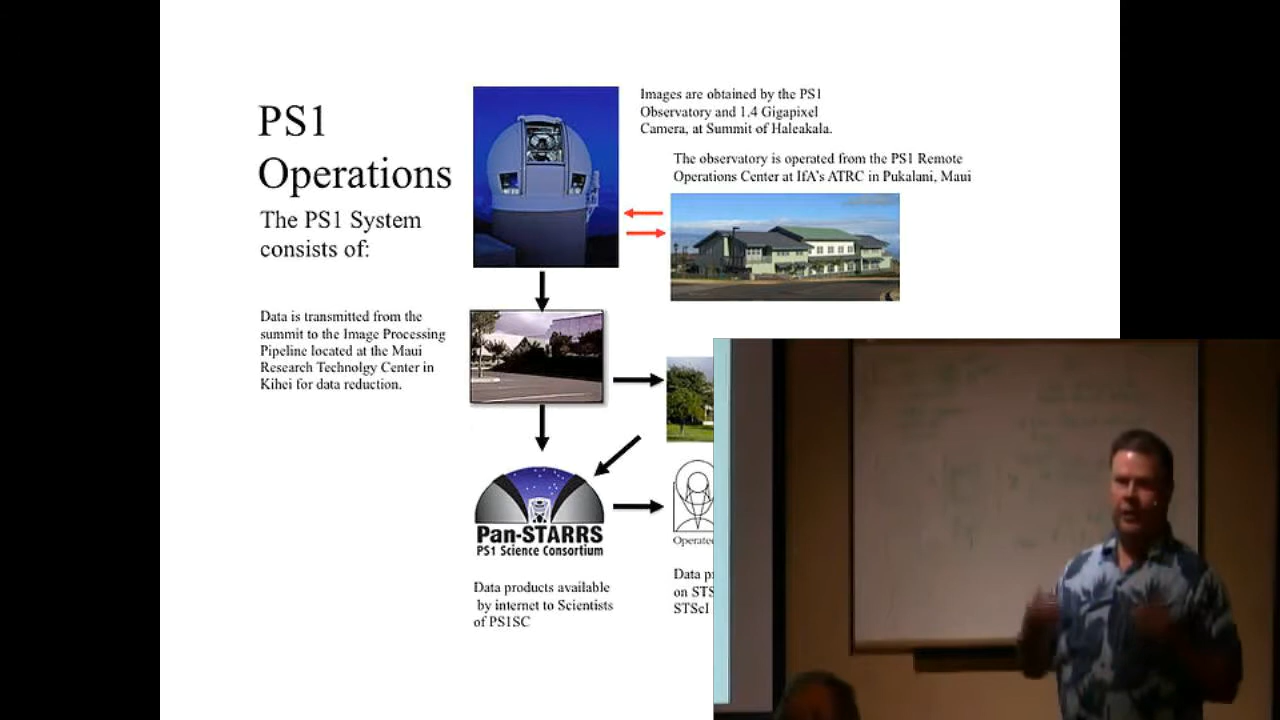 PS1
Operations
The PS1 System
consists of:
Images are obtained by the PS1
Observatory and 1.4 Gigapixel
Camera, at Summit of Haleakala.
The observatory is operated from the PS1 Remote
Operations Center at IfA's ATRC in Pukalani, Maui
Data is transmitted from the
summit to the Image Processing
Pipeline located at the Maui
Research Technolgy Center in
Kihei for data reduction.
Pan-STARRS
PS1 Science Consortium
Data products available
by internet to Scientists
of PS1SC
Operated
Data
on
STScI